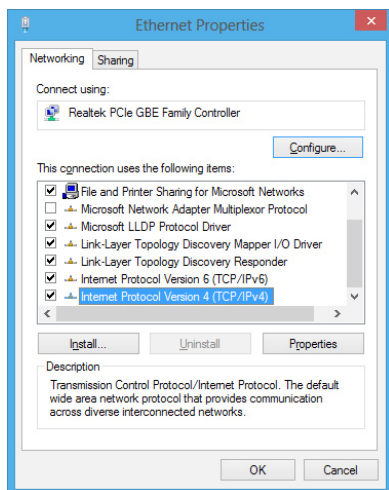 Ethernet Properties
Networking
Sharing
Connect using:
Realtek PCIe GBE Family Controller
Configure...
This connection uses the following items:
File and Printer Sharing for Microsoft Networks
Microsoft Network Adapter Multiplexor Protocol
Microsoft LLDP Protocol Driver
Link-Layer Topology Discovery Mapper I/O Driver
Link-Layer Topology Discovery Responder
Internet Protocol Version 6 (TCP/IPv6)
Internet Protocol Version 4 (TCP/IPv4)
Install...
Uninstall
Properties
Description
Transmission Control Protocol/Internet Protocol. The default
wide area network protocol that provides communication
across diverse interconnected networks.
OK
Cancel